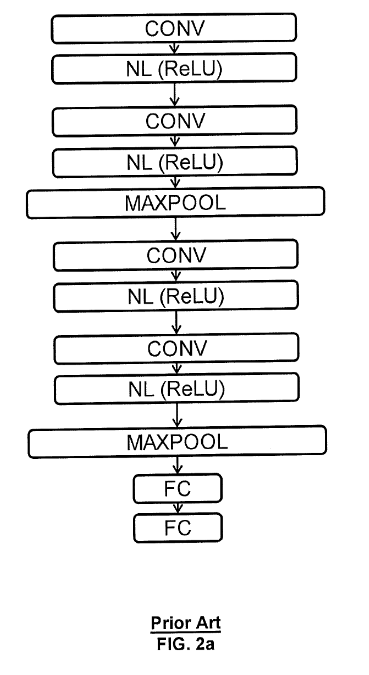 CONV
NL (ReLU)
CONV
NL (ReLU)
MAXPOOL
CONV
NL (ReLU)
CONV
NL (ReLU)
MAXPOOL
FC
FC
Prior Art
FIG. 2a